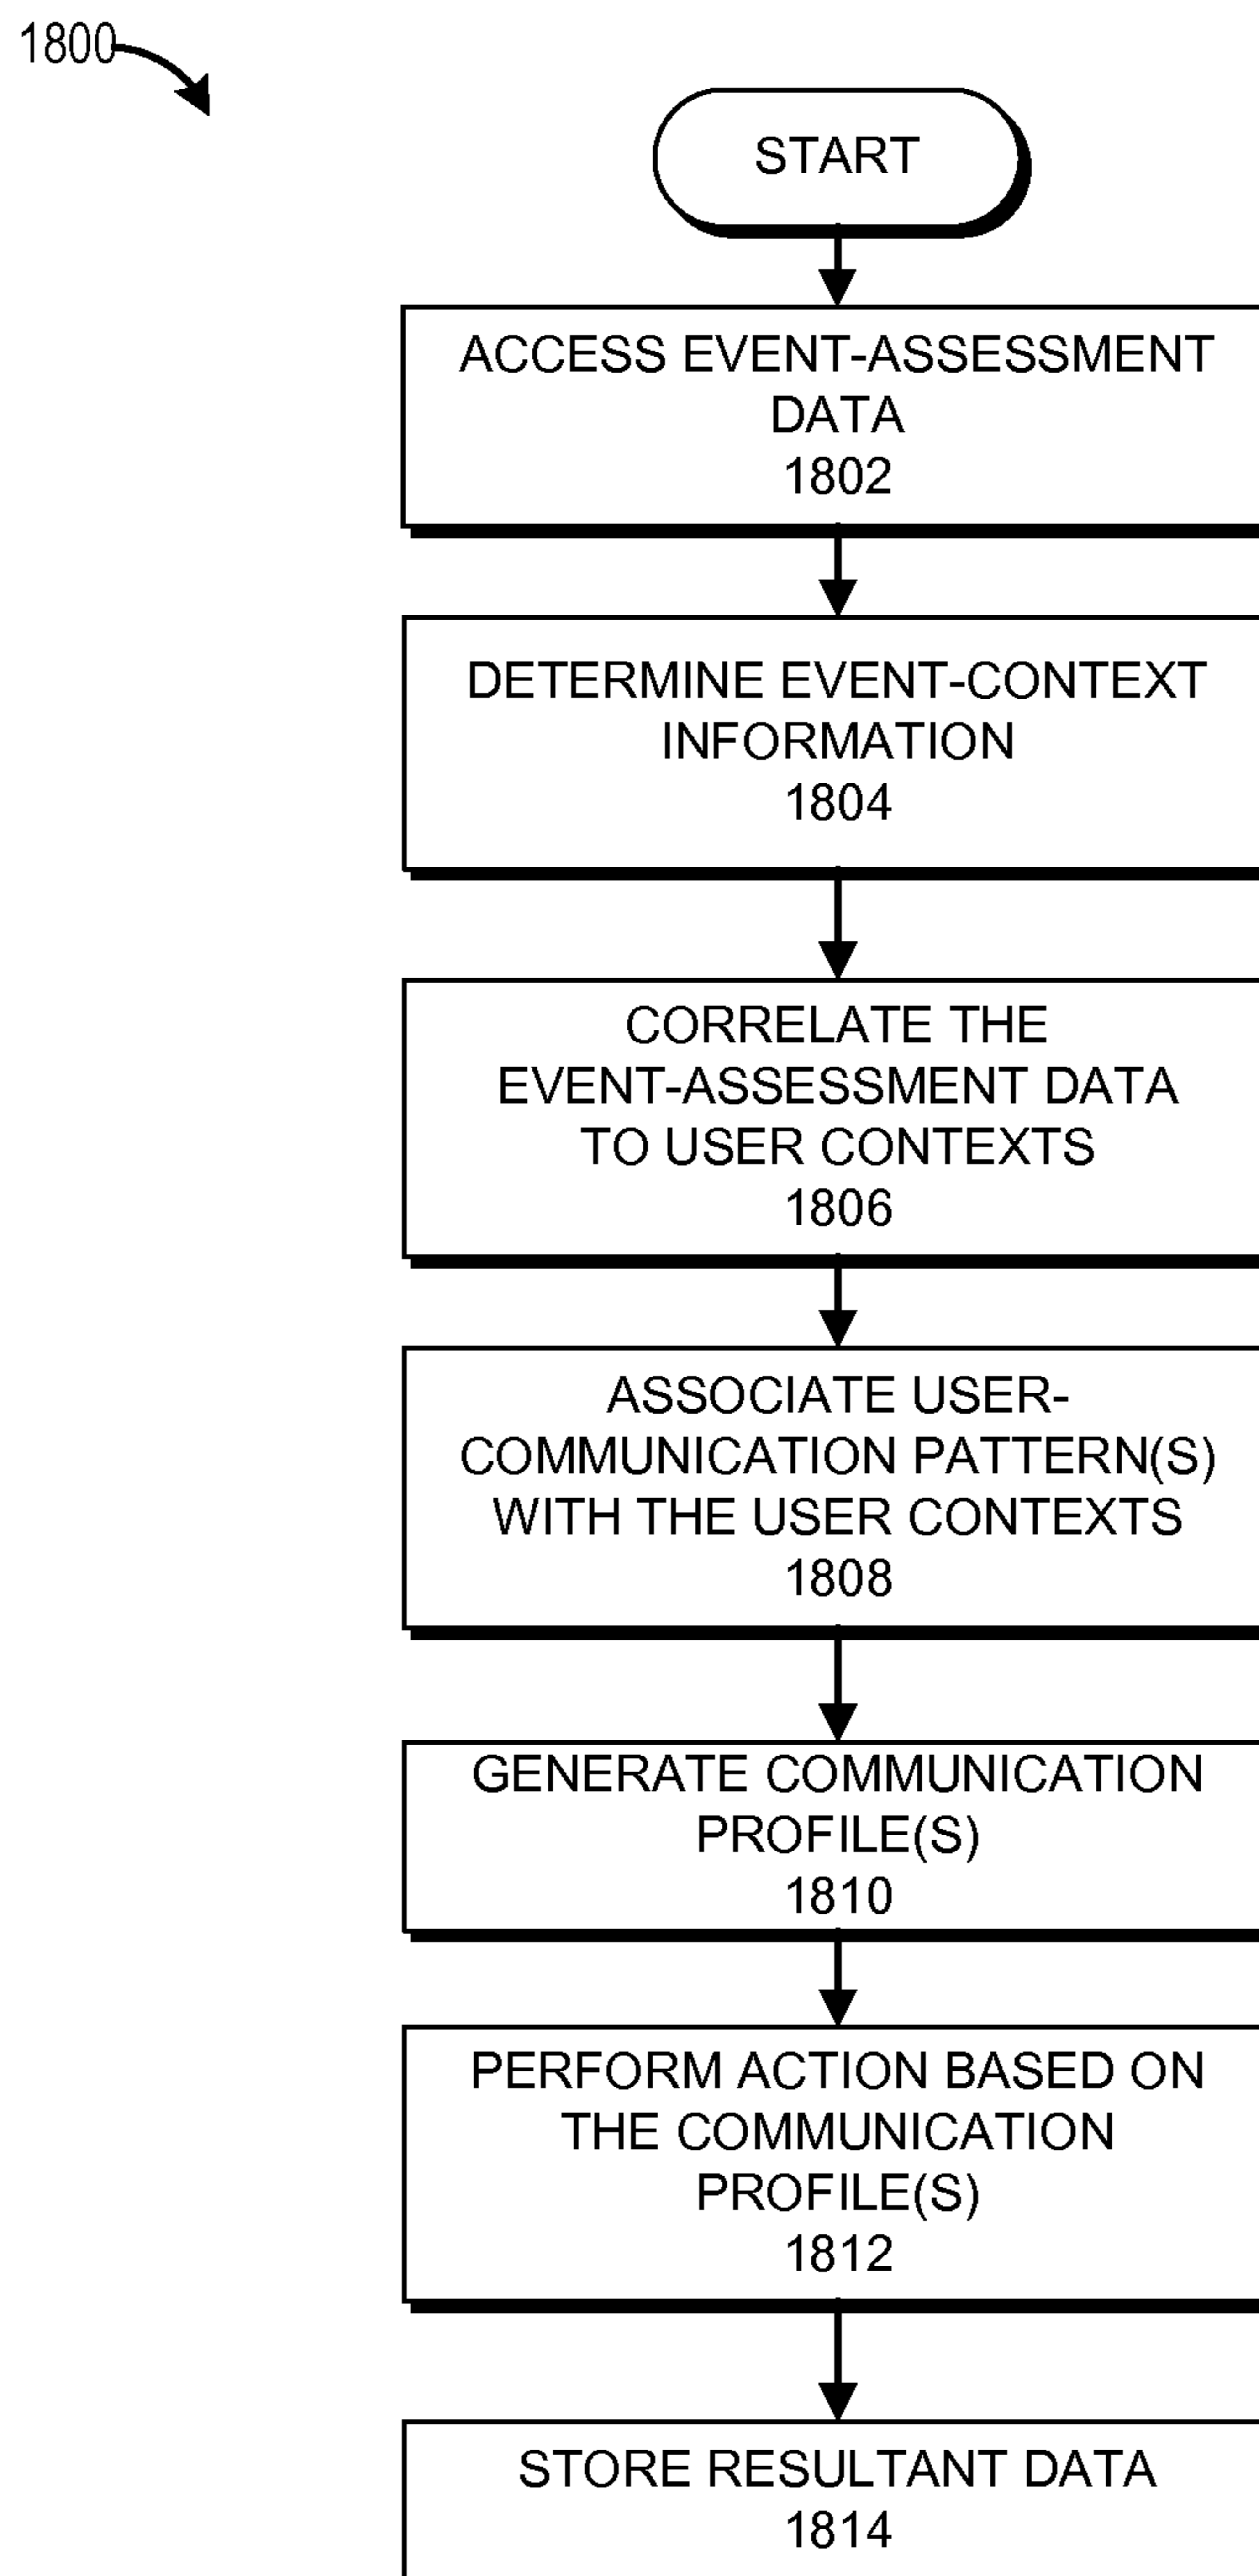 1800
START
ACCESS EVENT-ASSESSMENT
DATA
1802
DETERMINE EVENT-CONTEXT
INFORMATION
1804
CORRELATE THE
EVENT-ASSESSMENT DATA
TO USER CONTEXTS
1806
ASSOCIATE USER-
COMMUNICATION PATTERN(S)
WITH THE USER CONTEXTS
1808
GENERATE COMMUNICATION
PROFILE(S)
1810
PERFORM ACTION BASED ON
THE COMMUNICATION
PROFILE(S)
1812
STORE RESULTANT DATA
1814